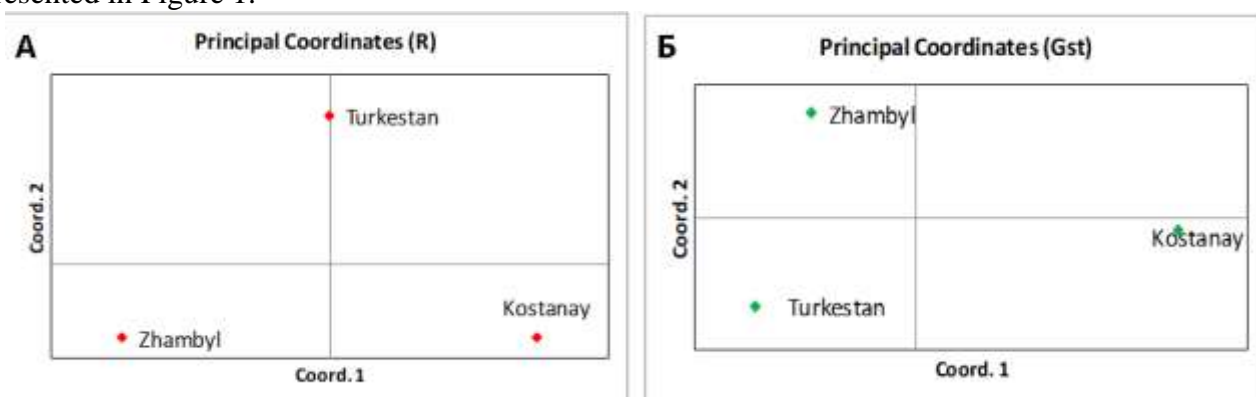 resented in Figure 1.
А
Principal Coordinates (R)
Turkestan
Coord. 2
Kostanay
Zhambyl
Coord. 1
Б
Principal Coordinates (Gst)
Zhambyl
Coord. 2
Kostanay
Turkestan
Coord. 1